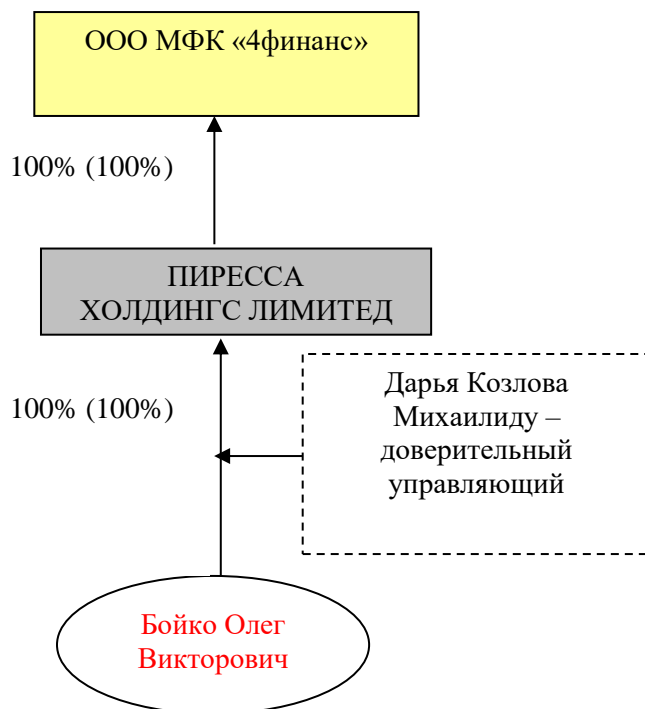 ООО МФК «4финанс»
100% (100%)
ПИРЕССА
ХОЛДИНГС ЛИМИТЕД
100% (100%)
Дарья Козлова
Михаилиду –
доверительный
управляющий
Бойко Олег
Викторович